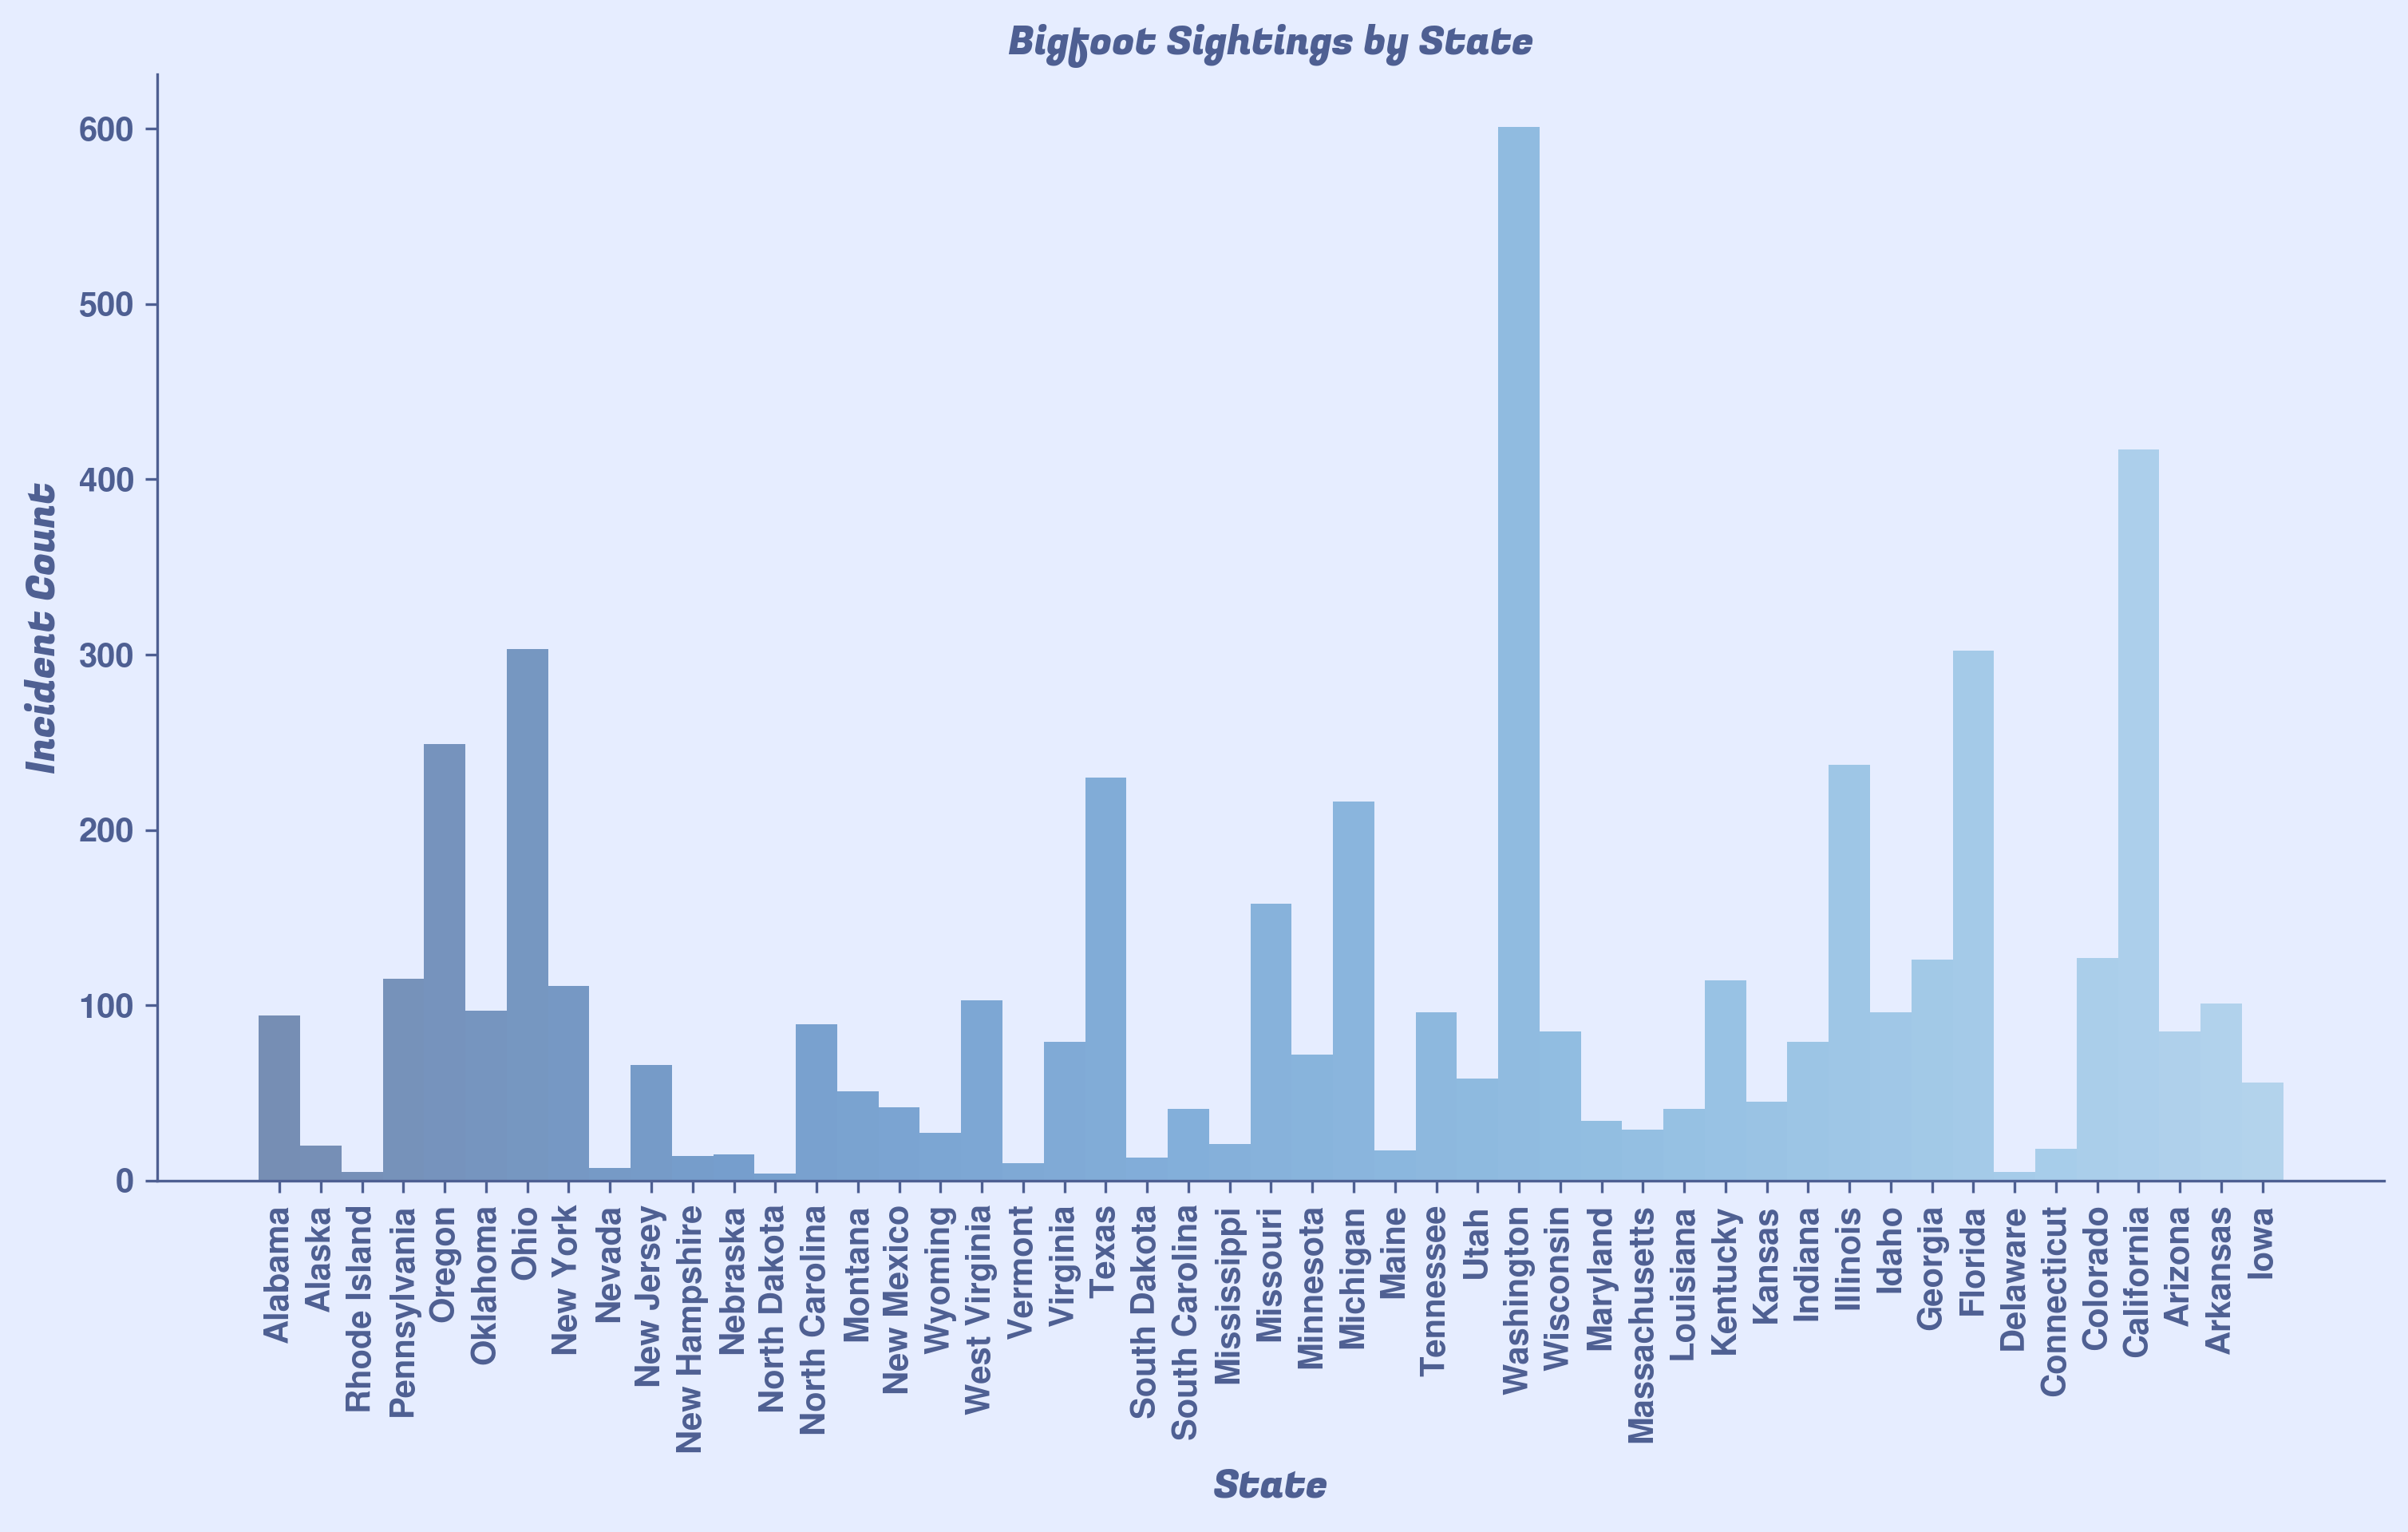 Bigfoot Sightings by State
Incident Count
600
500
400
300
200
100
0
Alabama
Alaska
Rhode Island
Pennsylvania
Oregon
Oklahoma
Ohio
New York
Nevada
New Jersey
New Hampshire
Nebraska
North Dakota
North Carolina
Montana
New Mexico
Wyoming
West Virginia
Vermont
Virginia
Texas
South Dakota
South Carolina
Mississippi
Missouri
Minnesota
Michigan
Maine
Tennessee
Utah
Washington
Wisconsin
Maryland
Massachusetts
Louisiana
Kentucky
Kansas
Indiana
Illinois
Idaho
Georgia
Florida
Delaware
Connecticut
Colorado
California
Arizona
Arkansas
Iowa
State